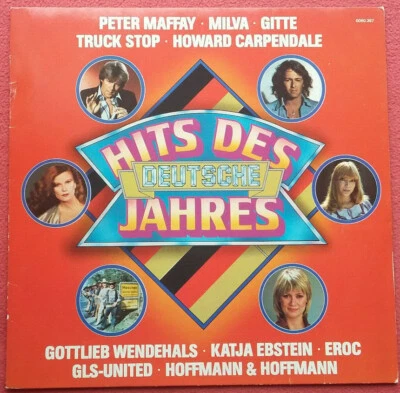 PETER MAFFAY · MILVA · GITTE
TRUCK STOP · HOWARD CARPENDALE
HITS DES
DEUTSCHE
JAHRES
GOTTLIEB WENDEHALS · KATJA EBSTEIN · EROC
GLS-UNITED · HOFFMANN & HOFFMANN